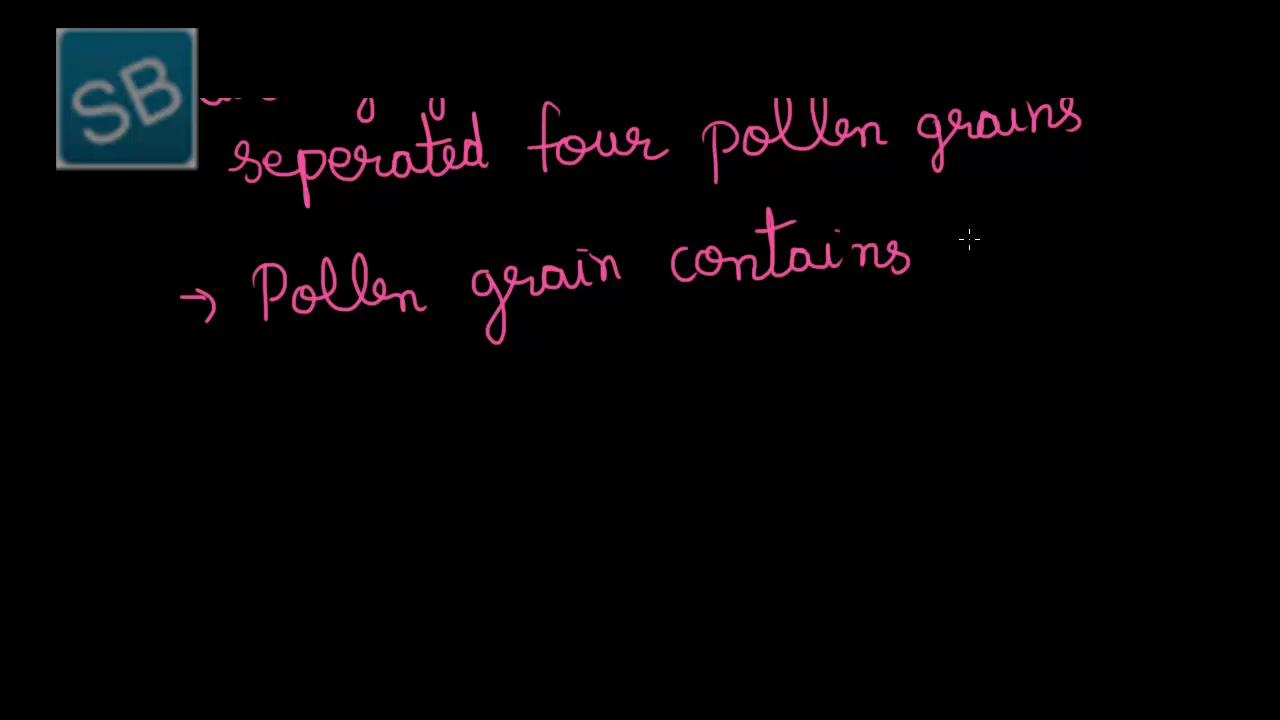 SB
seperated four pollen grains
→ Pollen grain contains